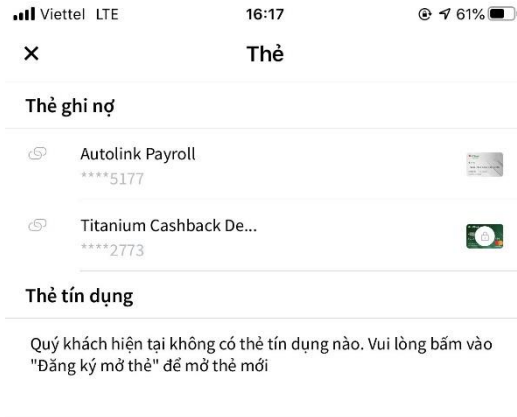 Viettel LTE 16:17 61%
Thẻ
Thẻ ghi nợ
Autolink Payroll
****5177
Titanium Cashback De...
****2773
Thẻ tín dụng
Quý khách hiện tại không có thẻ tín dụng nào. Vui lòng bấm vào
"Đăng ký mở thẻ" để mở thẻ mới